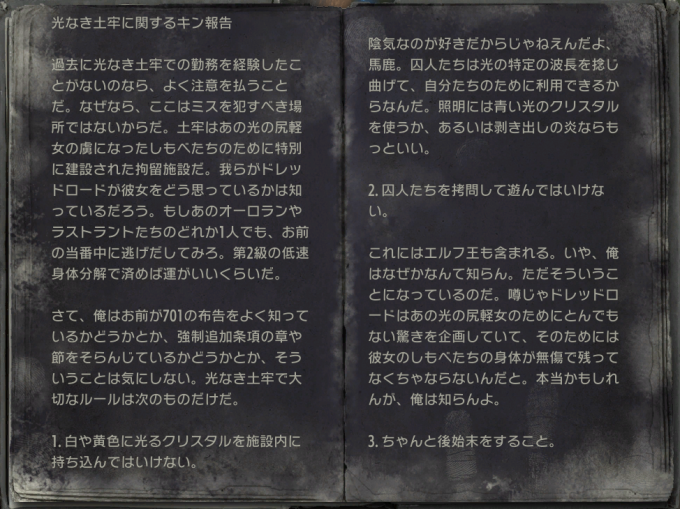 光なき土牢に関するキン報告
過去に光なき土牢での勤務を経験したこ
とがないのなら、よく注意を払うこと
だ。なぜなら、ここはミスを犯すべき場
所ではないからだ。土牢はあの光の尻軽
女の虜になったしもべたちのために特別
に建設された拘留施設だ。我らがドレッ
ドロードが彼女をどう思っているかは知
っているだろう。もしあのオーロランや
ラストラントたちのどれか1人でも、お前
の当番中に逃げだしてみろ。第2級の低速
身体分解で済めば運がいいくらいだ。
さて、俺はお前が701の布告をよく知って
いるかどうかとか、強制追加条項の章や
節をそらんじているかどうかとか、そう
いうことは気にしない。光なき土牢で大
切なルールは次のものだけだ。
1. 白や黄色に光るクリスタルを施設内に
持ち込んではいけない。
陰気なのが好きだからじゃねえんだよ、
馬鹿。囚人たちは光の特定の波長を捻じ
曲げて、自分たちのために利用できるか
らなんだ。照明には青い光のクリスタル
を使うか、あるいは剥き出しの炎ならも
っといい。
2. 囚人たちを拷問して遊んではいけな
い。
これにはエルフ王も含まれる。いや、俺
はなぜかなんて知らん。ただそういうこ
とになっているのだ。噂じゃドレッドロ
ードはあの光の尻軽女のためにとんでも
ない驚きを企画していて、そのためには
彼女のしもべたちの身体が無傷で残って
なくちゃならないんだと。本当かもしれ
んが、俺は知らんよ。
3. ちゃんと後始末をすること。